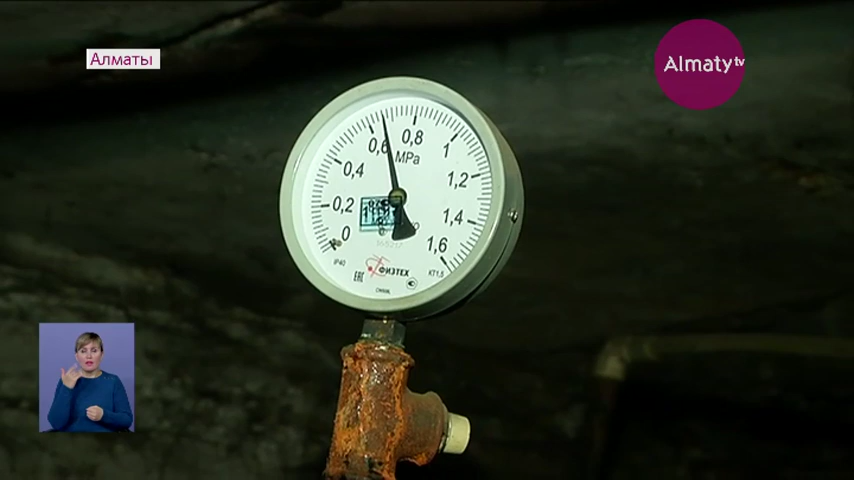 Алматы
Almaty tv
0,8
0,6
1
MPa
0,4
1,2
0,2
1,4
0
1,6
IP40
ФИЗТЕХ
КТ1,5
EAC